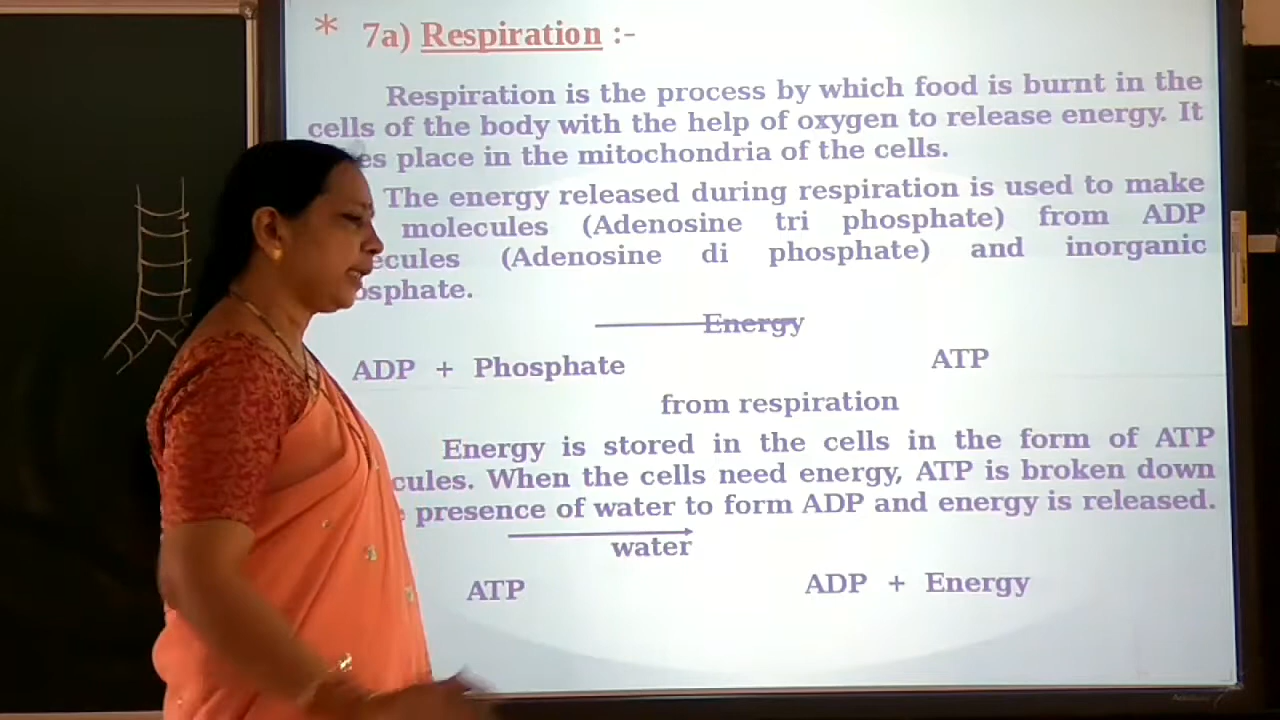 * 7a) Respiration :-
Respiration is the process by which food is burnt in the
cells of the body with the help of oxygen to release energy. It
es place in the mitochondria of the cells.
The energy released during respiration is used to make
molecules (Adenosine tri phosphate) from ADP
ecules (Adenosine di phosphate) and inorganic
osphate.
Energy
ADP + Phosphate ATP
from respiration
Energy is stored in the cells in the form of ATP
cules. When the cells need energy, ATP is broken down
presence of water to form ADP and energy is released.
water
ATP ADP + Energy